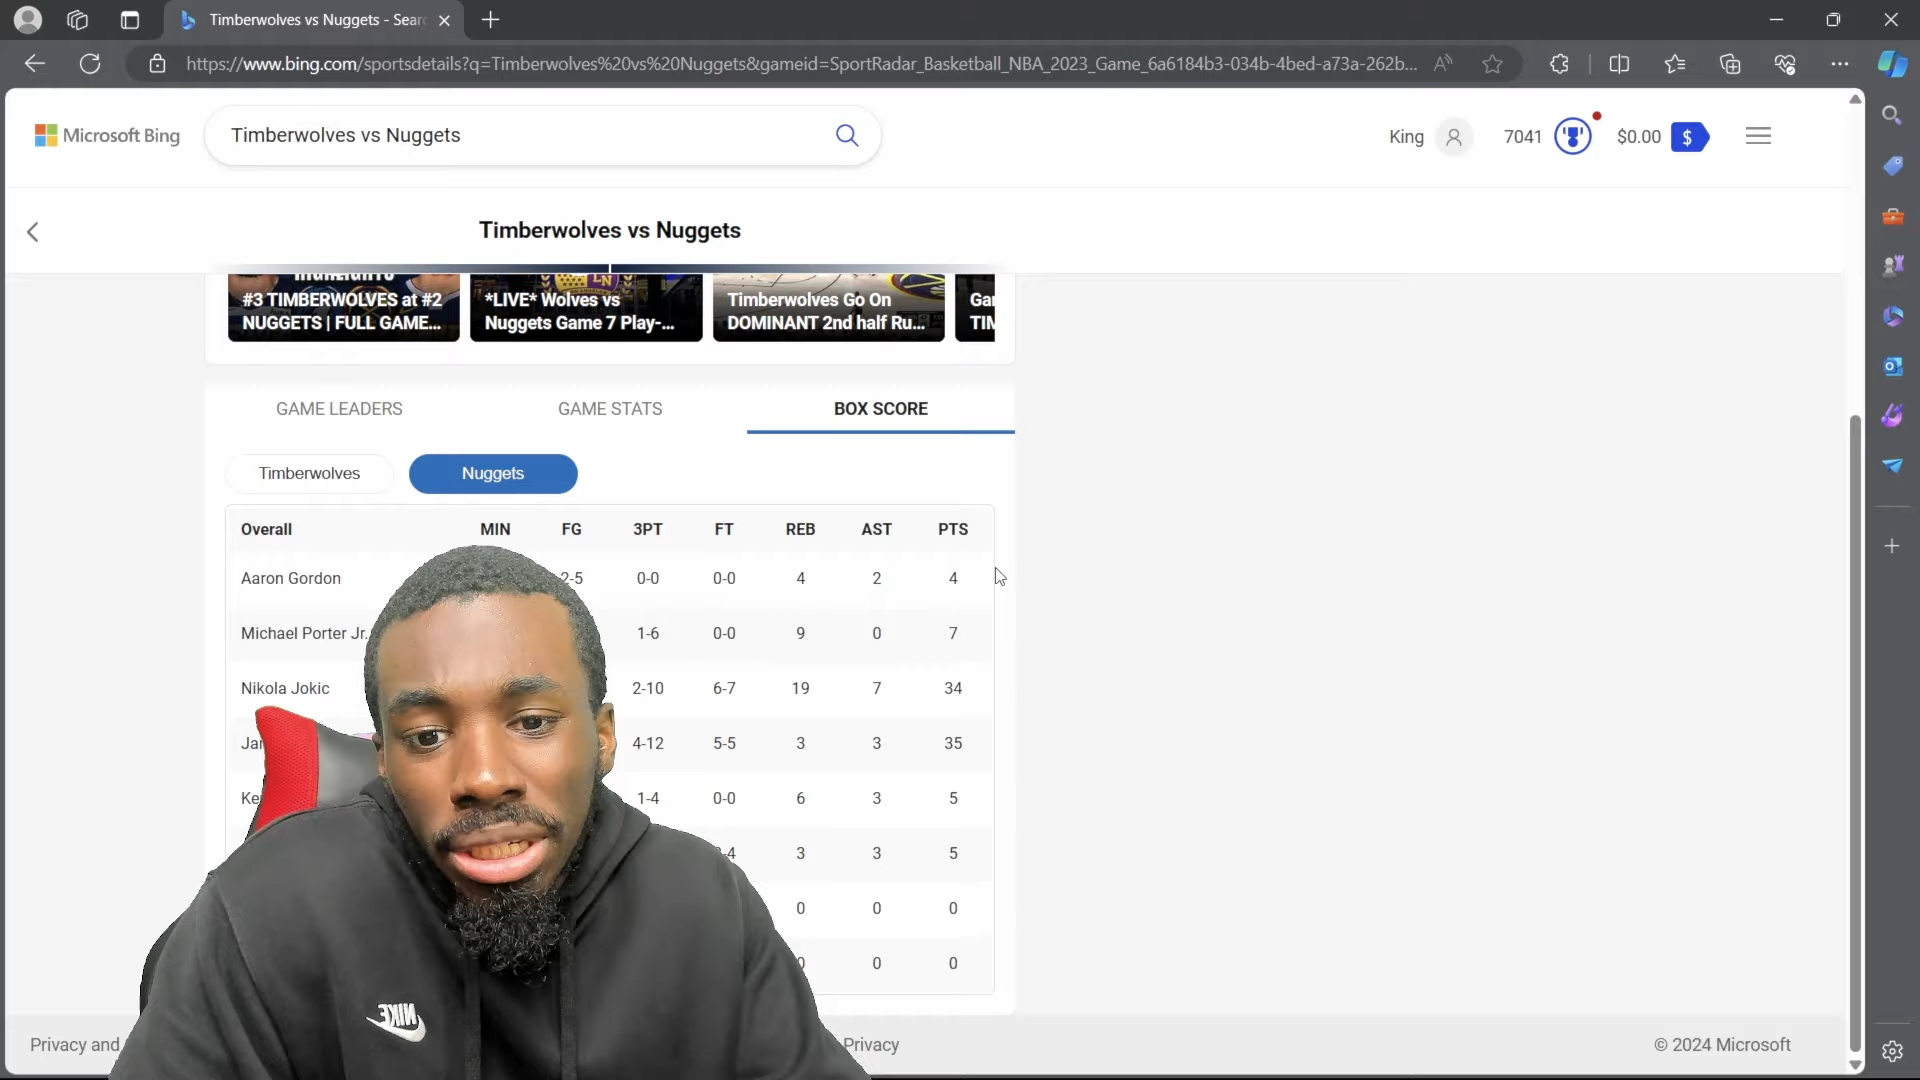 Timberwolves vs Nuggets - Sear
https://www.bing.com/sportsdetails?q=Timberwolves%20vs%20Nuggets&gameid=SportRadar_Basketball_NBA_2023_Game_6a6184b3-034b-4bed-a73a-262b...
Microsoft Bing
Timberwolves vs Nuggets
King
7041
$0.00
$
Timberwolves vs Nuggets
#3 TIMBERWOLVES at #2
NUGGETS | FULL GAME...
*LIVE* Wolves vs
Nuggets Game 7 Play-...
Timberwolves Go On
DOMINANT 2nd half Ru...
GAME LEADERS GAME STATS BOX SCORE
Timberwolves Nuggets
Overall MIN FG 3PT FT REB AST PTS
Aaron Gordon 2-5 0-0 0-0 4 2 4
Michael Porter Jr. 1-6 0-0 9 0 7
Nikola Jokic 2-10 6-7 19 7 34
4-12 5-5 3 3 35
1-4 0-0 6 3 5
3 3 5
0 0 0
0 0
NIKE
Privacy and
Privacy
© 2024 Microsoft